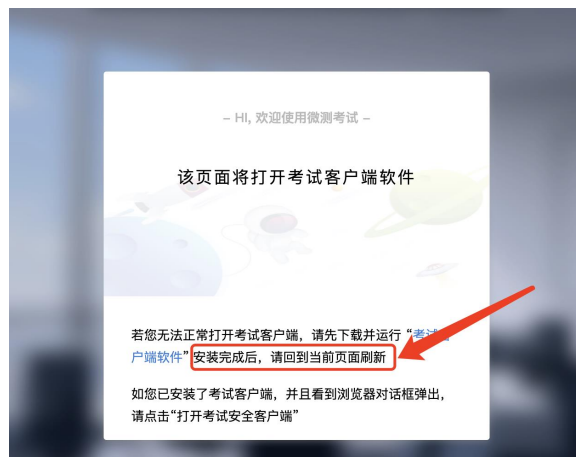 – HI, 欢迎使用微测考试 –
该页面将打开考试客户端软件
若您无法正常打开考试客户端，请先下载并运行“考试客
户端软件”安装完成后，请回到当前页面刷新
如您已安装了考试客户端，并且看到浏览器对话框弹出，
请点击“打开考试安全客户端”